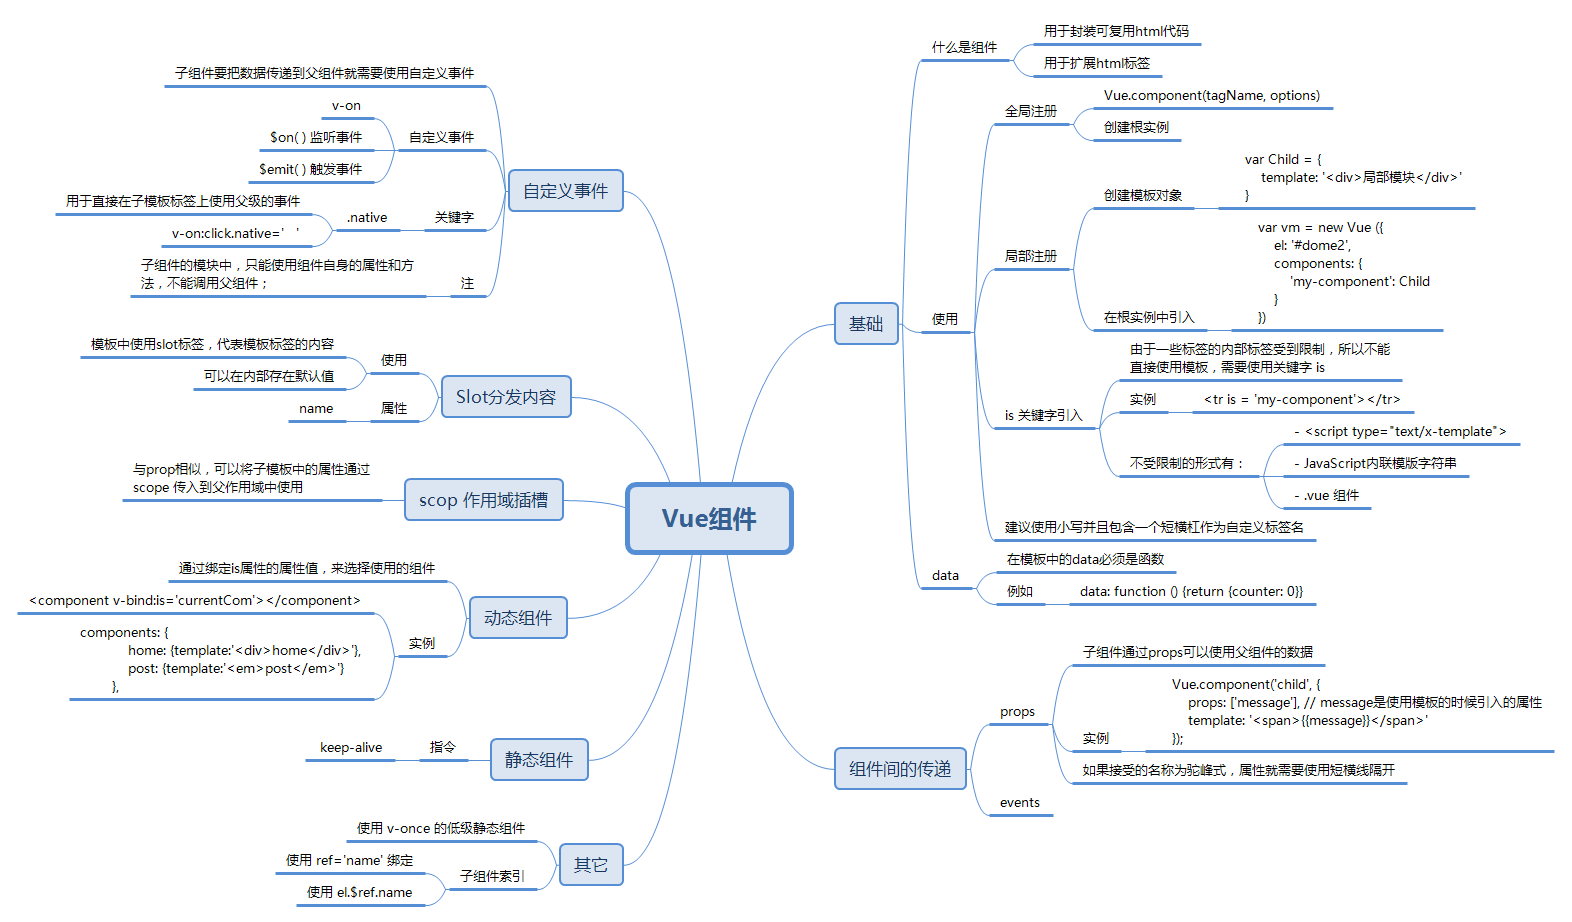 Vue组件
基础
什么是组件
用于封装可复用html代码
用于扩展html标签
使用
全局注册
Vue.component(tagName, options)
创建根实例
局部注册
创建模板对象
var Child = {
template: '<div>局部模块</div>'
}
在根实例中引入
var vm = new Vue ({
el: '#dome2',
components: {
'my-component': Child
}
})
is 关键字引入
由于一些标签的内部标签受到限制，所以不能
直接使用模板，需要使用关键字 is
实例
<tr is = 'my-component'></tr>
不受限制的形式有：
- <script type="text/x-template">
- JavaScript内联模版字符串
- .vue 组件
建议使用小写并且包含一个短横杠作为自定义标签名
data
在模板中的data必须是函数
例如
data: function () {return {counter: 0}}
组件间的传递
props
子组件通过props可以使用父组件的数据
实例
Vue.component('child', {
props: ['message'], // message是使用模板的时候引入的属性
template: '<span>{{message}}</span>'
});
如果接受的名称为驼峰式，属性就需要使用短横线隔开
events
自定义事件
子组件要把数据传递到父组件就需要使用自定义事件
自定义事件
v-on
$on( ) 监听事件
$emit( ) 触发事件
关键字
.native
用于直接在子模板标签上使用父级的事件
v-on:click.native=' '
注
子组件的模块中，只能使用组件自身的属性和方
法，不能调用父组件；
Slot分发内容
使用
模板中使用slot标签，代表模板标签的内容
可以在内部存在默认值
属性
name
scop 作用域插槽
与prop相似，可以将子模板中的属性通过
scope 传入到父作用域中使用
动态组件
通过绑定is属性的属性值，来选择使用的组件
实例
<component v-bind:is='currentCom'></component>
components: {
home: {template:'<div>home</div>'},
post: {template:'<em>post</em>'}
},
静态组件
指令
keep-alive
其它
使用 v-once 的低级静态组件
子组件索引
使用 ref='name' 绑定
使用 el.$ref.name